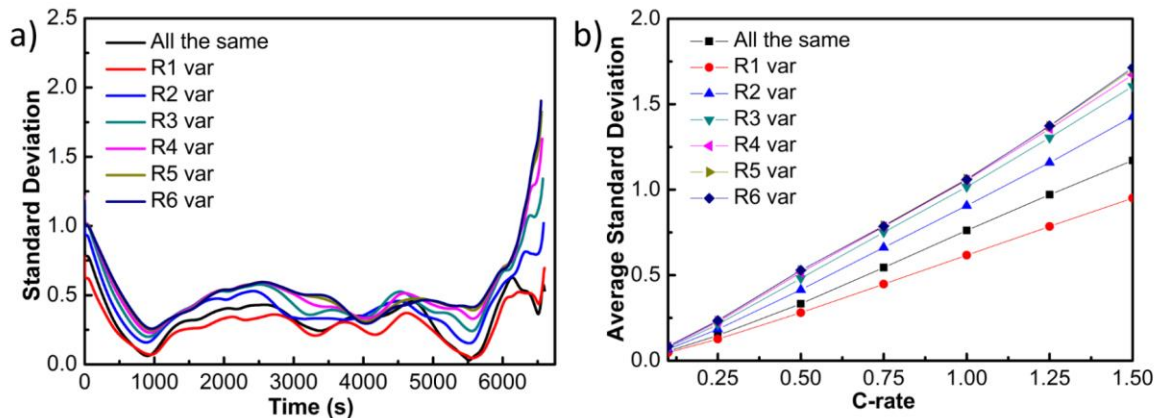 a)
Standard Deviation
2.5
2.0
1.5
1.0
0.5
0.0
All the same
R1 var
R2 var
R3 var
R4 var
R5 var
R6 var
0 1000 2000 3000 4000 5000 6000
Time (s)
b)
Average Standard Deviation
2.0
1.5
1.0
0.5
0.0
All the same
R1 var
R2 var
R3 var
R4 var
R5 var
R6 var
0.25 0.50 0.75 1.00 1.25 1.50
C-rate